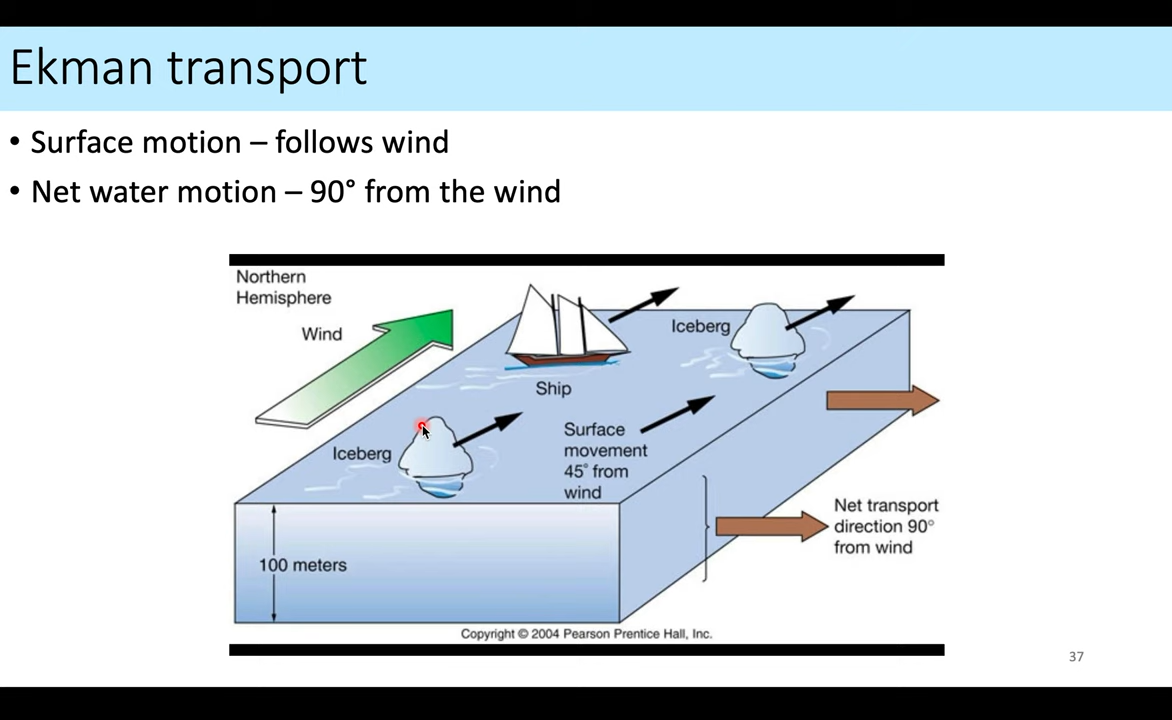 Ekman transport
• Surface motion – follows wind
• Net water motion – 90° from the wind
Northern
Hemisphere
Wind
Iceberg
Ship
Iceberg
Surface
movement
45° from
wind
Net transport
direction 90°
from wind
100 meters
Copyright © 2004 Pearson Prentice Hall, Inc.
37